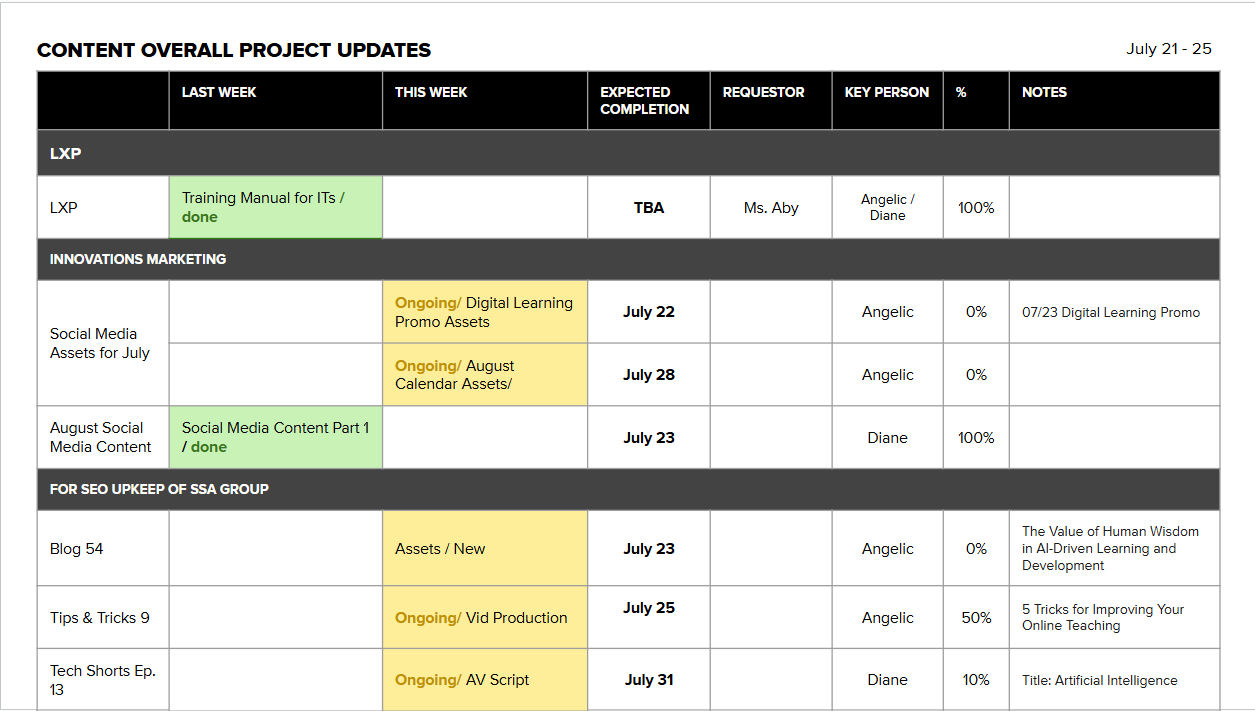 CONTENT OVERALL PROJECT UPDATES
July 21 - 25
LAST WEEK
THIS WEEK
EXPECTED
COMPLETION
REQUESTOR
KEY PERSON
%
NOTES
LXP
LXP
Training Manual for ITs /
done
TBA
Ms. Aby
Angelic /
Diane
100%
INNOVATIONS MARKETING
Social Media
Assets for July
Ongoing/ Digital Learning
Promo Assets
July 22
Angelic
0%
07/23 Digital Learning Promo
Ongoing/ August
Calendar Assets/
July 28
Angelic
0%
August Social
Media Content
Social Media Content Part 1
/ done
July 23
Diane
100%
FOR SEO UPKEEP OF SSA GROUP
Blog 54
Assets / New
July 23
Angelic
0%
The Value of Human Wisdom
in AI-Driven Learning and
Development
Tips & Tricks 9
Ongoing/ Vid Production
July 25
Angelic
50%
5 Tricks for Improving Your
Online Teaching
Tech Shorts Ep.
13
Ongoing/ AV Script
July 31
Diane
10%
Title: Artificial Intelligence